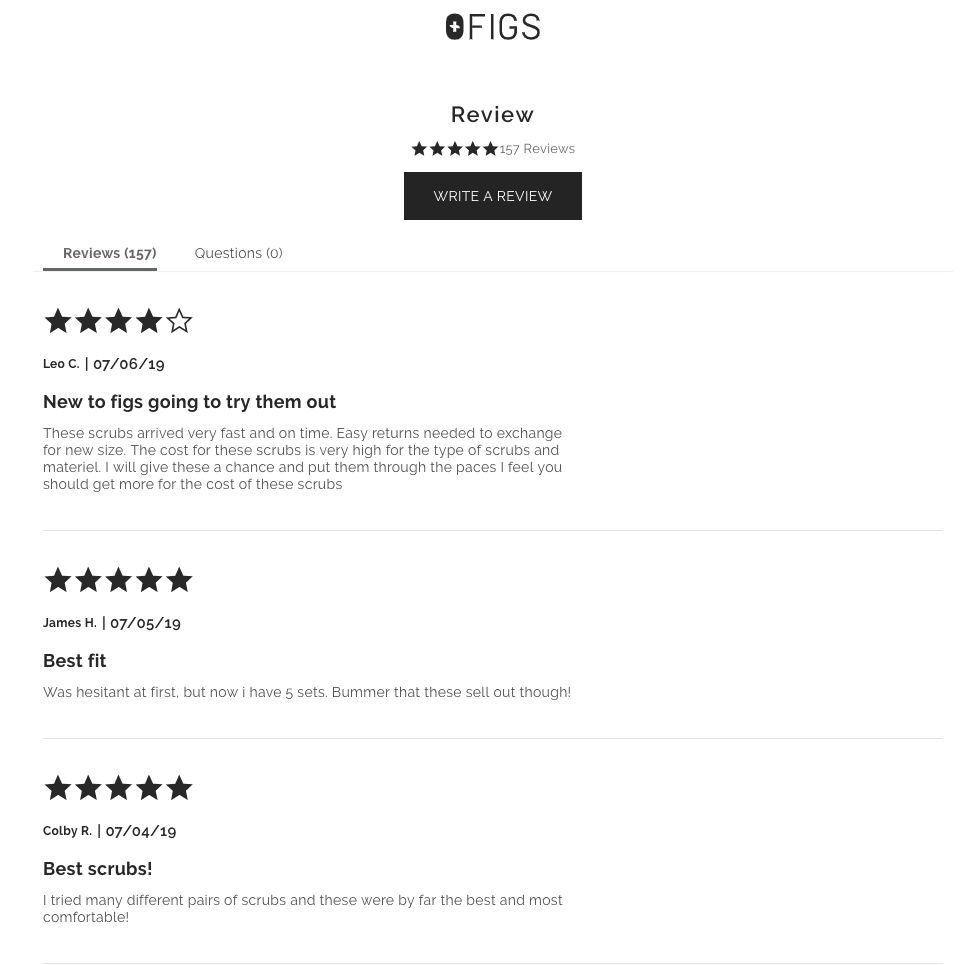 FIGS
Review
157 Reviews
WRITE A REVIEW
Reviews (157)
Questions (0)
Leo C. | 07/06/19
New to figs going to try them out
These scrubs arrived very fast and on time. Easy returns needed to exchange
for new size. The cost for these scrubs is very high for the type of scrubs and
materiel. I will give these a chance and put them through the paces I feel you
should get more for the cost of these scrubs
James H. | 07/05/19
Best fit
Was hesitant at first, but now i have 5 sets. Bummer that these sell out though!
Colby R. | 07/04/19
Best scrubs!
I tried many different pairs of scrubs and these were by far the best and most
comfortable!